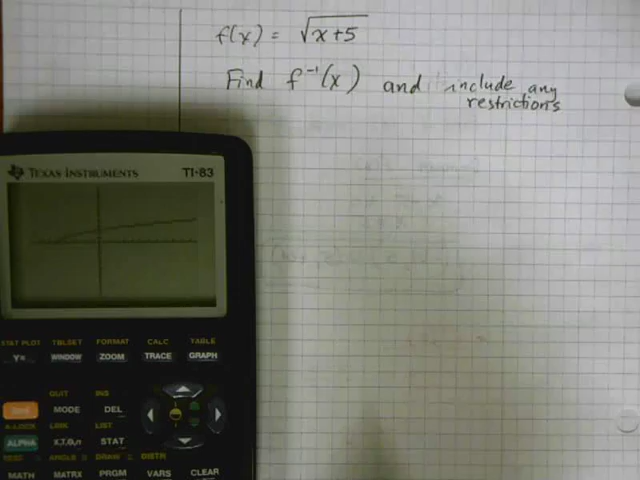 f(x) = √x+5
Find f⁻¹(x) and include any
restrictions
TEXAS INSTRUMENTS TI-83
STAT PLOT TBLSET FORMAT CALC TABLE
Y= WINDOW ZOOM TRACE GRAPH
QUIT INS
2nd MODE DEL
A-LOCK LINK LIST
ALPHA X,T,Θ,n STAT
TEST ANGLE B DRAW C DISTR
MATH MATRX PRGM VARS CLEAR